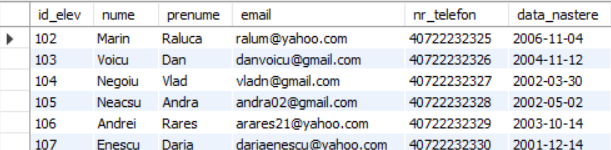 id_elev nume prenume email nr_telefon data_nastere
102 Marin Raluca ralum@yahoo.com 40722232325 2006-11-04
103 Voicu Dan danvoicu@gmail.com 40722232326 2004-11-12
104 Negoiu Vlad vladn@gmail.com 40722232327 2002-03-30
105 Neacsu Andra andra02@gmail.com 40722232328 2002-05-02
106 Andrei Rares arares21@yahoo.com 40722232329 2003-10-14
107 Enescu Daria dariaenescu@yahoo.com 40722232330 2001-12-14